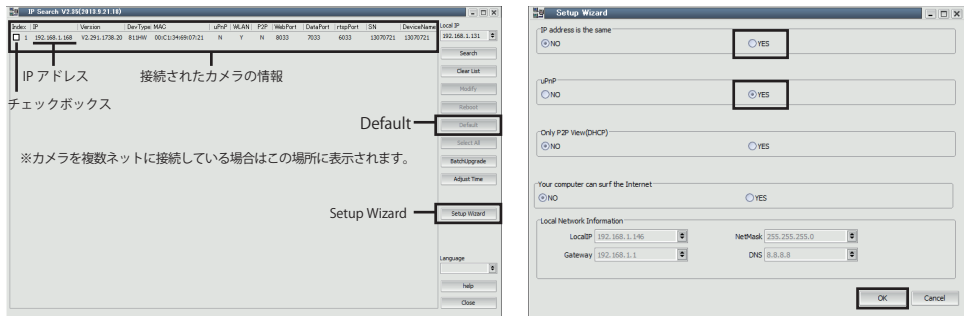 IP Search V2.35(2013.9.21.10)
Index IP Version DevType MAC uPnP WLAN P2P WebPort DataPort rtspPort SN DeviceName
1 192.168.1.168 V2.291.1738.20 811HW 00:C1:34:69:07:21 N Y N 8033 7033 6033 13070721 13070721
Local IP
192.168.1.131
Search
Clear List
Modify
Reboot
Default
Select All
BatchUpgrade
Adjust Time
Setup Wizard
Language
help
Close
IP アドレス
接続されたカメラの情報
チェックボックス
Default
※カメラを複数ネットに接続している場合はこの場所に表示されます。
Setup Wizard
Setup Wizard
IP address is the same
NO YES
uPnP
NO YES
Only P2P View(DHCP)
NO YES
Your computer can surf the Internet
NO YES
Local Network Information
LocalIP 192.168.1.146 NetMask 255.255.255.0
Gateway 192.168.1.1 DNS 8.8.8.8
OK Cancel